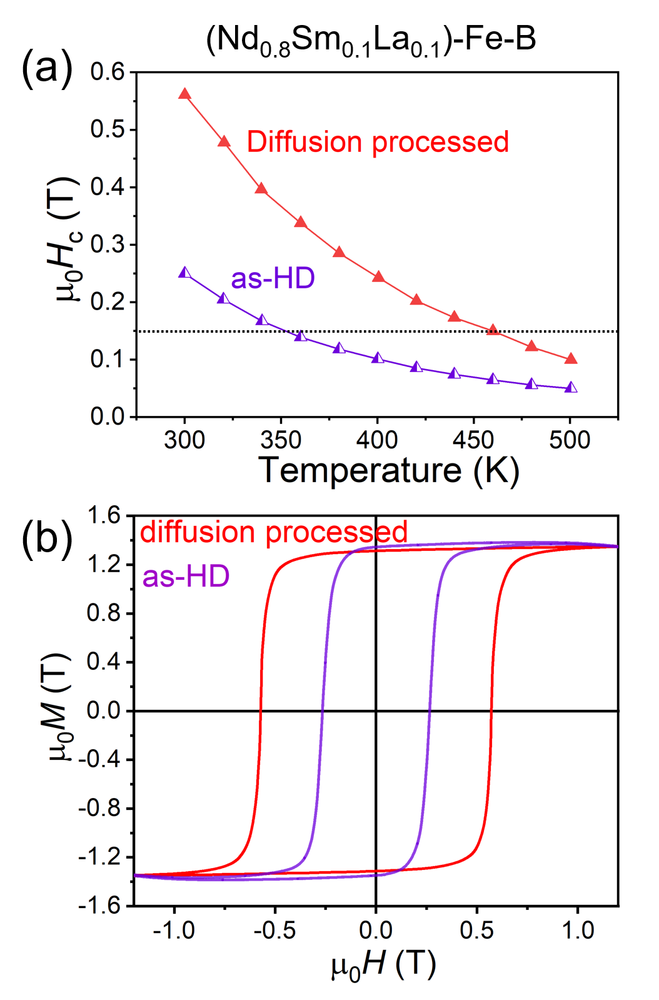 (Nd0.8Sm0.1La0.1)-Fe-B
(a)
0.6
0.5
0.4
0.3
0.2
0.1
0.0
μ0Hc (T)
Diffusion processed
as-HD
300 350 400 450 500
Temperature (K)
(b)
1.6
1.2
0.8
0.4
0.0
-0.4
-0.8
-1.2
-1.6
μ0M (T)
diffusion processed
as-HD
-1.0 -0.5 0.0 0.5 1.0
μ0H (T)